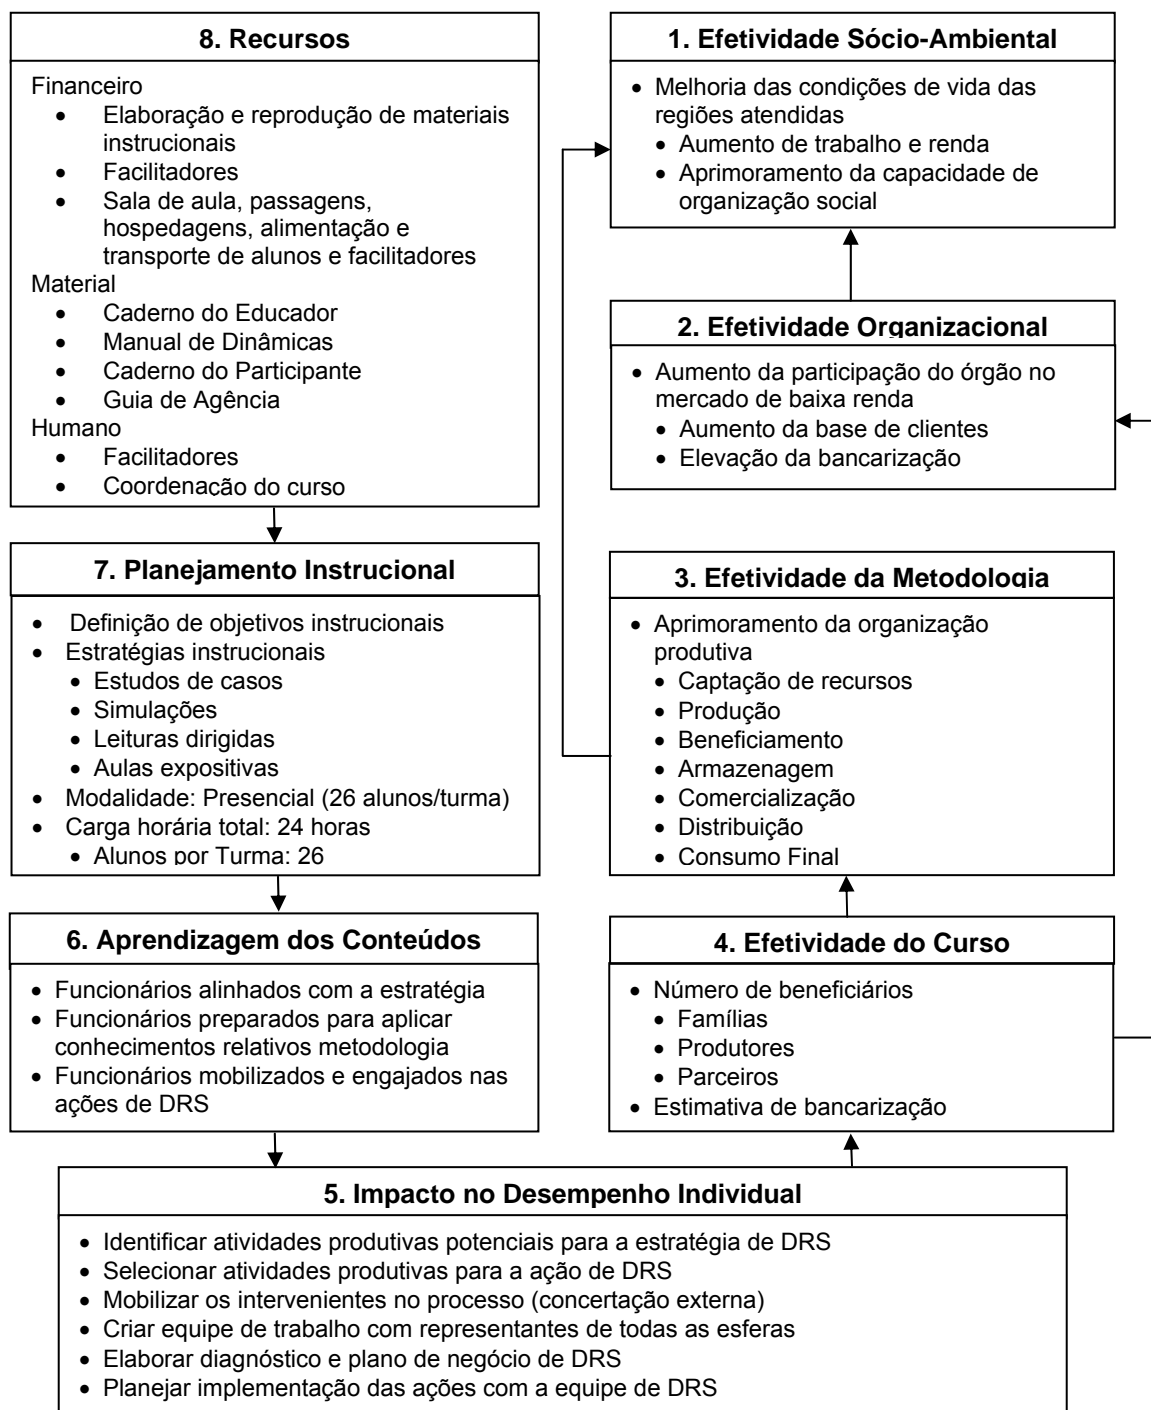 8. Recursos
Financeiro
• Elaboração e reprodução de materiais
instrucionais
• Facilitadores
• Sala de aula, passagens,
hospedagens, alimentação e
transporte de alunos e facilitadores
Material
• Caderno do Educador
• Manual de Dinâmicas
• Caderno do Participante
• Guia de Agência
Humano
• Facilitadores
• Coordenação do curso
7. Planejamento Instrucional
• Definição de objetivos instrucionais
• Estratégias instrucionais
• Estudos de casos
• Simulações
• Leituras dirigidas
• Aulas expositivas
• Modalidade: Presencial (26 alunos/turma)
• Carga horária total: 24 horas
• Alunos por Turma: 26
6. Aprendizagem dos Conteúdos
• Funcionários alinhados com a estratégia
• Funcionários preparados para aplicar
conhecimentos relativos metodologia
• Funcionários mobilizados e engajados nas
ações de DRS
1. Efetividade Sócio-Ambiental
• Melhoria das condições de vida das
regiões atendidas
• Aumento de trabalho e renda
• Aprimoramento da capacidade de
organização social
2. Efetividade Organizacional
• Aumento da participação do órgão no
mercado de baixa renda
• Aumento da base de clientes
• Elevação da bancarização
3. Efetividade da Metodologia
• Aprimoramento da organização
produtiva
• Captação de recursos
• Produção
• Beneficiamento
• Armazenagem
• Comercialização
• Distribuição
• Consumo Final
4. Efetividade do Curso
• Número de beneficiários
• Famílias
• Produtores
• Parceiros
• Estimativa de bancarização
5. Impacto no Desempenho Individual
• Identificar atividades produtivas potenciais para a estratégia de DRS
• Selecionar atividades produtivas para a ação de DRS
• Mobilizar os intervenientes no processo (concertação externa)
• Criar equipe de trabalho com representantes de todas as esferas
• Elaborar diagnóstico e plano de negócio de DRS
• Planejar implementação das ações com a equipe de DRS